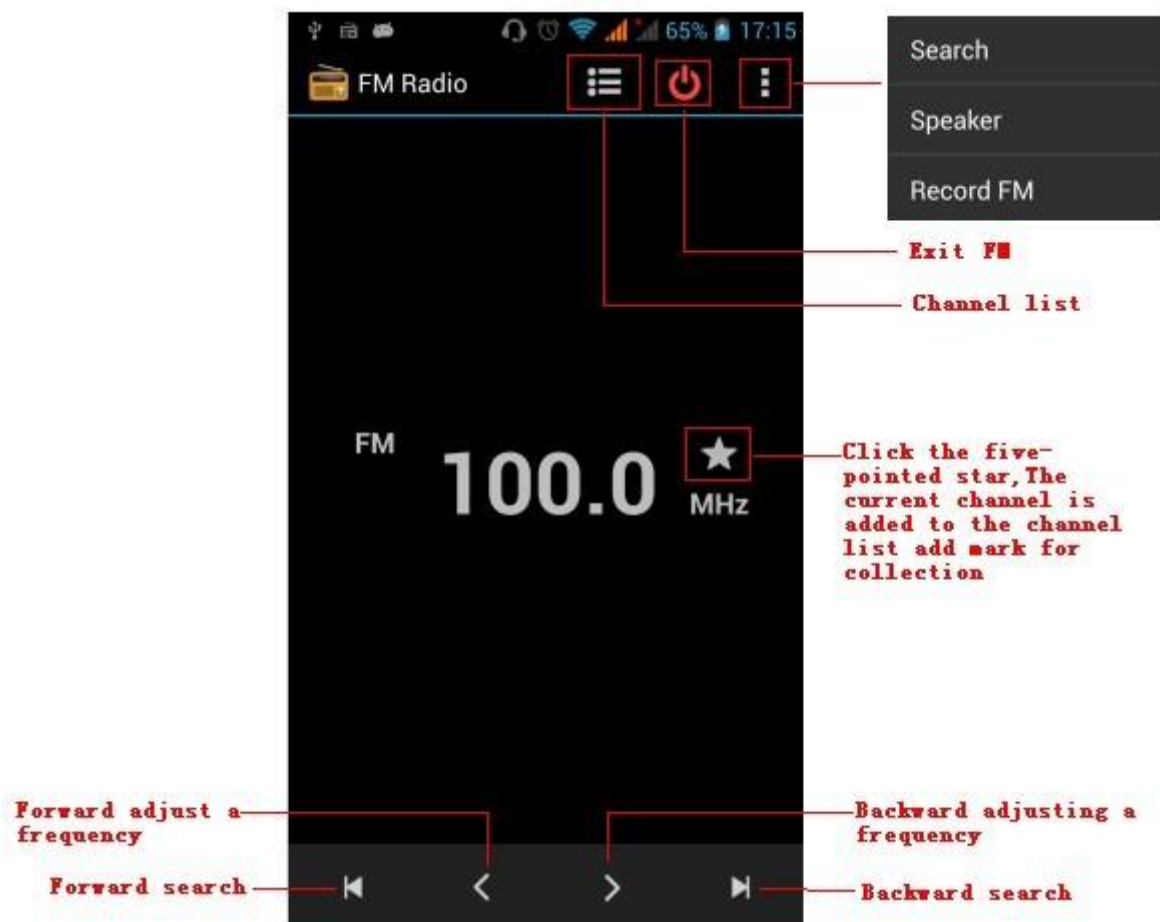 65% 17:15
FM Radio
Search
Speaker
Record FM
Exit FM
Channel list
FM
100.0
MHz
Click the five-
pointed star,The
current channel is
added to the channel
list add mark for
collection
Forward adjust a
frequency
Backward adjusting a
frequency
Forward search
Backward search